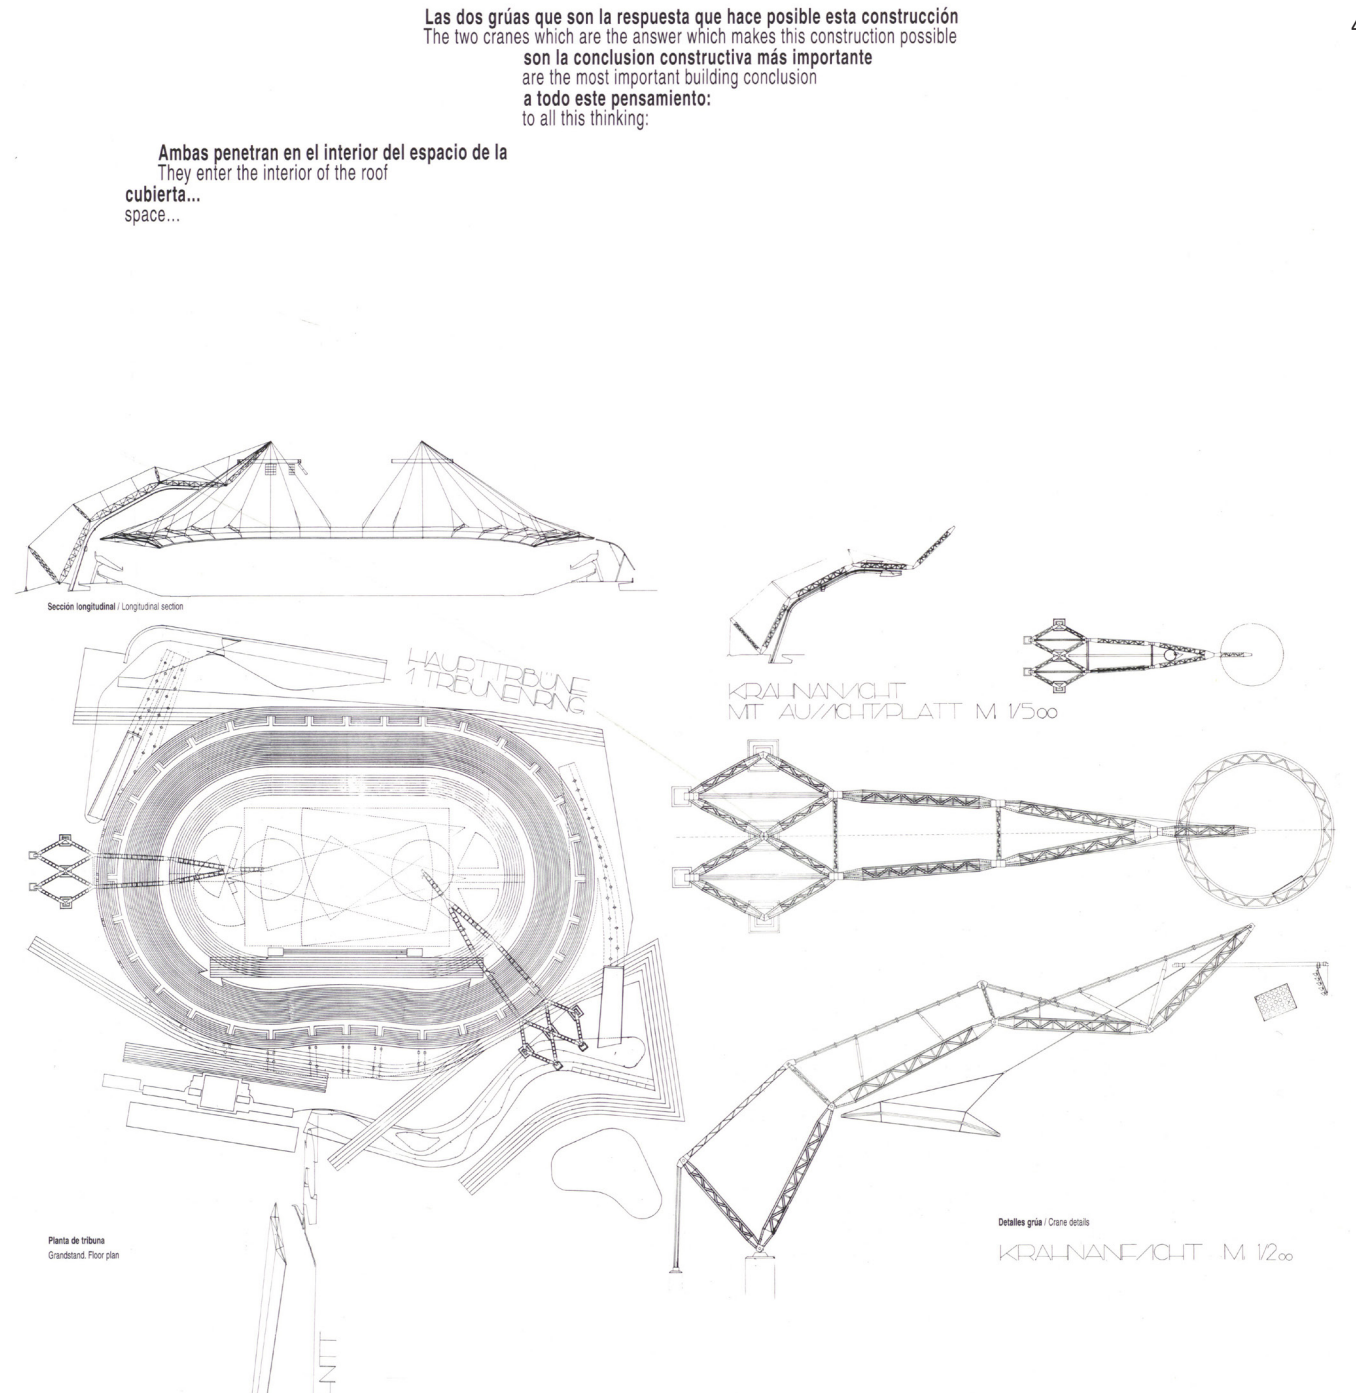 Las dos grúas que son la respuesta que hace posible esta construcción
The two cranes which are the answer which makes this construction possible
son la conclusion constructiva más importante
are the most important building conclusion
a todo este pensamiento:
to all this thinking:
Ambas penetran en el interior del espacio de la
They enter the interior of the roof
cubierta...
space...
Sección longitudinal / Longitudinal section
HAUPTTRIBÜNE
1 TRIBÜNENRING
KRAHNANSICHT
MIT AUSSICHTSPLATT M 1/500
Detalles grúa / Crane details
KRAHNANSICHT M 1/200
Planta de tribuna
Grandstand. Floor plan